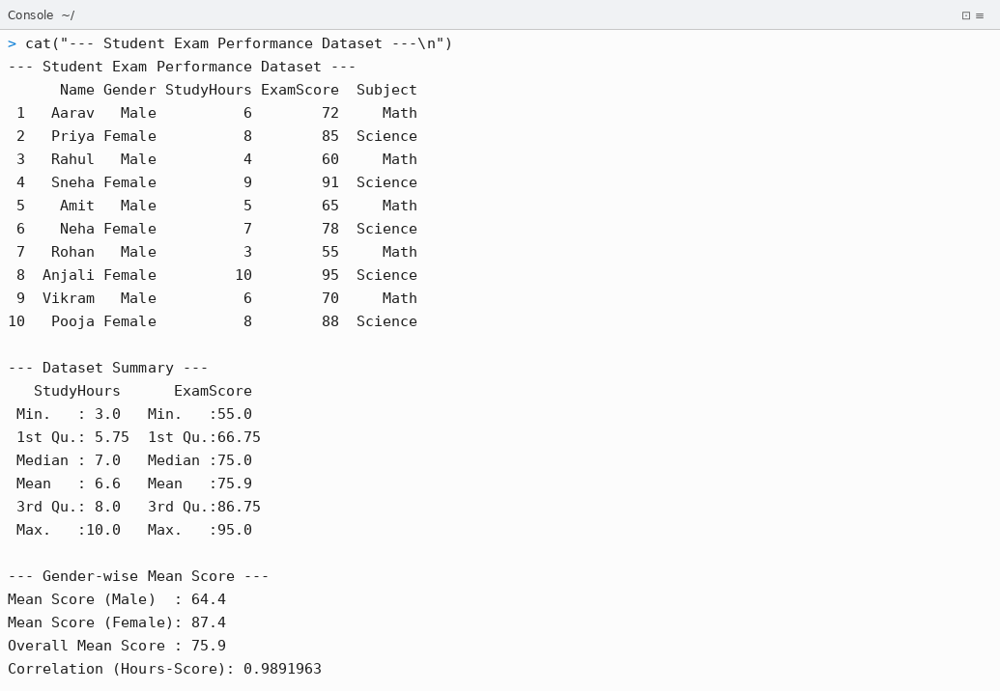 Console ~/
> cat("--- Student Exam Performance Dataset ---\n")
--- Student Exam Performance Dataset ---
      Name Gender StudyHours ExamScore  Subject
 1   Aarav   Male          6        72     Math
 2   Priya Female          8        85  Science
 3   Rahul   Male          4        60     Math
 4   Sneha Female          9        91  Science
 5    Amit   Male          5        65     Math
 6    Neha Female          7        78  Science
 7   Rohan   Male          3        55     Math
 8  Anjali Female         10        95  Science
 9  Vikram   Male          6        70     Math
10   Pooja Female          8        88  Science
--- Dataset Summary ---
   StudyHours      ExamScore
 Min.   : 3.0   Min.   :55.0
 1st Qu.: 5.75  1st Qu.:66.75
 Median : 7.0   Median :75.0
 Mean   : 6.6   Mean   :75.9
 3rd Qu.: 8.0   3rd Qu.:86.75
 Max.   :10.0   Max.   :95.0
--- Gender-wise Mean Score ---
Mean Score (Male)  : 64.4
Mean Score (Female): 87.4
Overall Mean Score : 75.9
Correlation (Hours-Score): 0.9891963